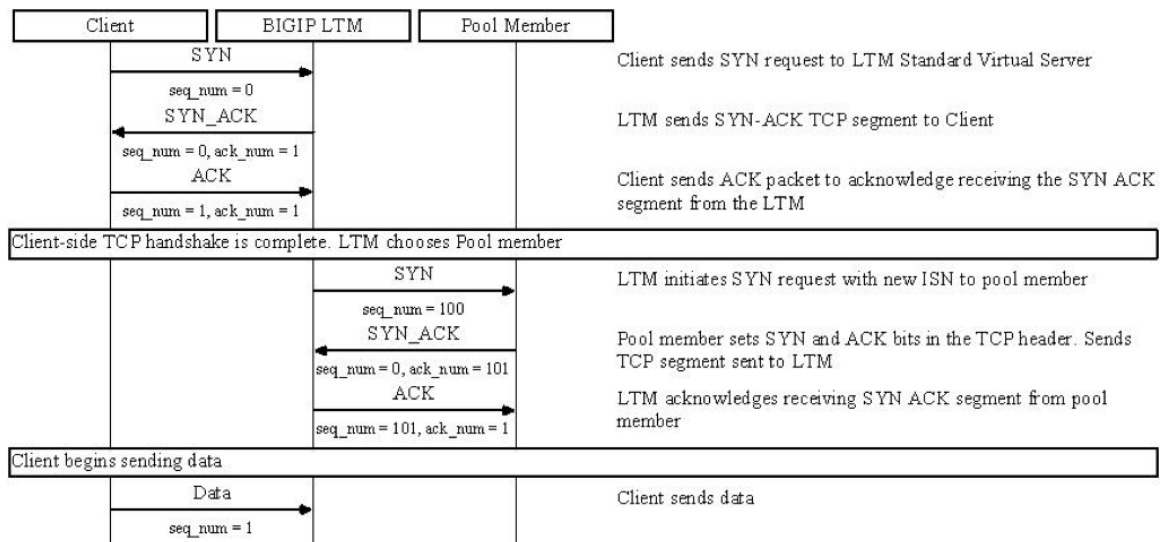 Client
BIGIP LTM
Pool Member
SYN
Client sends SYN request to LTM Standard Virtual Server
seq_num = 0
SYN_ACK
LTM sends SYN-ACK TCP segment to Client
seq_num = 0, ack_num = 1
ACK
Client sends ACK packet to acknowledge receiving the SYN ACK
segment from the LTM
seq_num = 1, ack_num = 1
Client-side TCP handshake is complete. LTM chooses Pool member
SYN
LTM initiates SYN request with new ISN to pool member
seq_num = 100
SYN_ACK
Pool member sets SYN and ACK bits in the TCP header. Sends
TCP segment sent to LTM
seq_num = 0, ack_num = 101
ACK
LTM acknowledges receiving SYN ACK segment from pool
member
seq_num = 101, ack_num = 1
Client begins sending data
Data
Client sends data
seq_num = 1